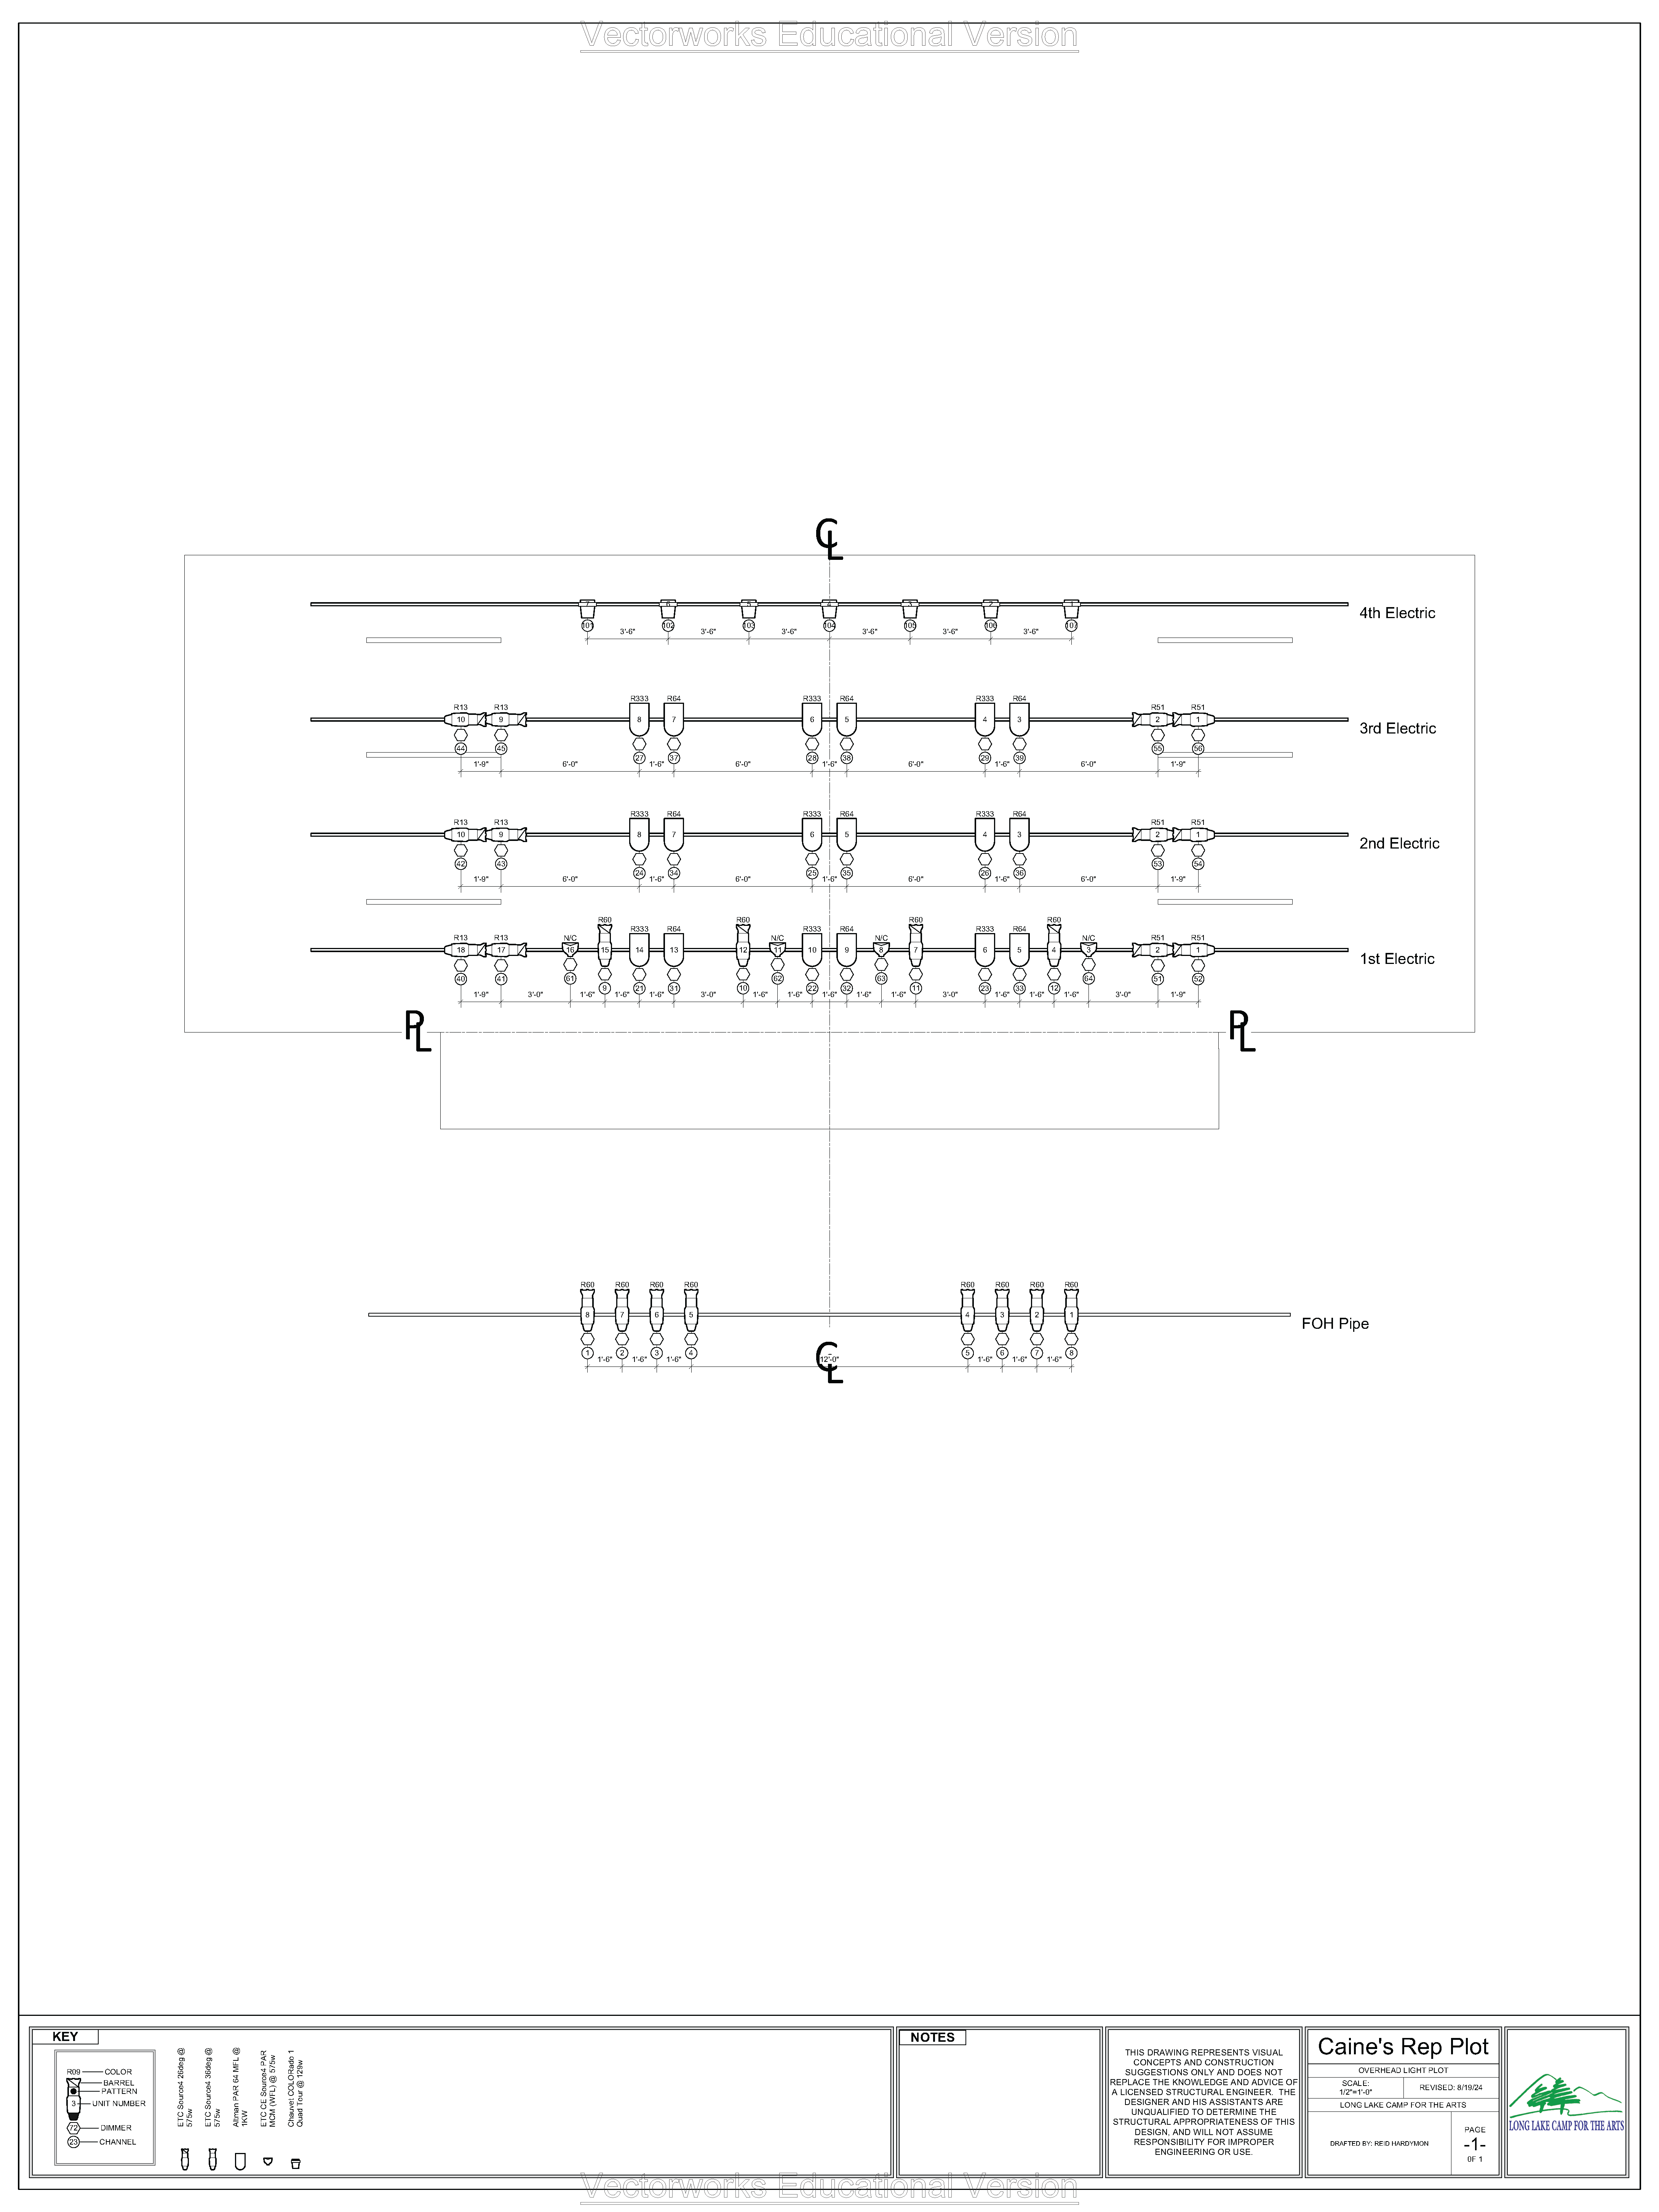 Vectorworks Educational Version
C
L
4th Electric
7 6 5 4 3 2 1
101 102 103 104 105 106 107
3'-6" 3'-6" 3'-6" 3'-6" 3'-6" 3'-6"
R13 R13 R333 R64 R333 R64 R333 R64 R51 R51
10 9 8 7 6 5 4 3 2 1
3rd Electric
44 45 27 37 28 38 29 39 55 56
1'-9" 6'-0" 1'-6" 6'-0" 1'-6" 6'-0" 1'-6" 6'-0" 1'-9"
R13 R13 R333 R64 R333 R64 R333 R64 R51 R51
10 9 8 7 6 5 4 3 2 1
2nd Electric
42 43 24 34 25 35 26 36 53 54
1'-9" 6'-0" 1'-6" 6'-0" 1'-6" 6'-0" 1'-6" 6'-0" 1'-9"
R60 R60 R60 R60
R13 R13 N/C R333 R64 N/C R333 R64 N/C R333 R64 N/C R51 R51
18 17 16 15 14 13 12 11 10 9 8 7 6 5 4 3 2 1
1st Electric
40 41 61 9 21 31 10 62 22 32 63 11 23 33 12 64 51 52
1'-9" 3'-0" 1'-6" 1'-6" 1'-6" 3'-0" 1'-6" 1'-6" 1'-6" 1'-6" 1'-6" 3'-0" 1'-6" 1'-6" 1'-6" 3'-0" 1'-9"
P
L
P
L
R60 R60 R60 R60 R60 R60 R60 R60
8 7 6 5 4 3 2 1
FOH Pipe
1 2 3 4 5 6 7 8
1'-6" 1'-6" 1'-6" 12'-0" 1'-6" 1'-6" 1'-6"
C
L
KEY
R09 COLOR
BARREL
PATTERN
3 UNIT NUMBER
72 DIMMER
23 CHANNEL
ETC Source4 26deg @
575w
ETC Source4 36deg @
575w
Altman PAR 64 MFL @
1KW
ETC CE Source4 PAR
MCM (WFL) @ 575w
Chauvet COLORado 1
Quad Tour @ 129w
NOTES
THIS DRAWING REPRESENTS VISUAL
CONCEPTS AND CONSTRUCTION
SUGGESTIONS ONLY AND DOES NOT
REPLACE THE KNOWLEDGE AND ADVICE OF
A LICENSED STRUCTURAL ENGINEER. THE
DESIGNER AND HIS ASSISTANTS ARE
UNQUALIFIED TO DETERMINE THE
STRUCTURAL APPROPRIATENESS OF THIS
DESIGN, AND WILL NOT ASSUME
RESPONSIBILITY FOR IMPROPER
ENGINEERING OR USE.
Caine's Rep Plot
OVERHEAD LIGHT PLOT
SCALE:
1/2"=1'-0"
REVISED: 8/19/24
LONG LAKE CAMP FOR THE ARTS
DRAFTED BY: REID HARDYMON
PAGE
-1-
OF 1
LONG LAKE CAMP FOR THE ARTS
Vectorworks Educational Version